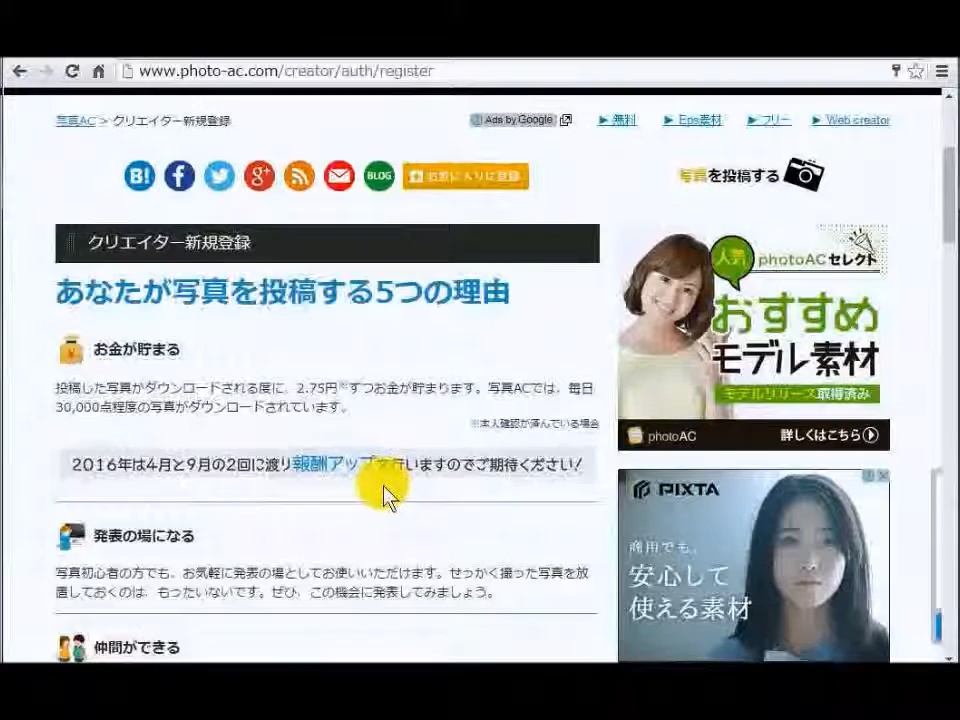 www.photo-ac.com/creator/auth/register
写真AC > クリエイター新規登録
Ads by Google
▶ 無料
▶ Eps素材
▶ フリー
▶ Web creator
B!
f
g+
BLOG
お気に入りに登録
写真を投稿する
クリエイター新規登録
あなたが写真を投稿する5つの理由
お金が貯まる
投稿した写真がダウンロードされる度に、2.75円※ずつお金が貯まります。写真ACでは、毎日
30,000点程度の写真がダウンロードされています。
※本人確認が済んでいる場合
2016年は4月と9月の2回に渡り報酬アップを行いますのでご期待ください!
発表の場になる
写真初心者の方でも、お気軽に発表の場としてお使いいただけます。せっかく撮った写真を放
置しておくのは、もったいないです。ぜひ、この機会に発表してみましょう。
仲間ができる
人気
photoACセレクト
おすすめ
モデル素材
モデルリリース取得済み
photoAC
詳しくはこちら
PIXTA
商用でも、
安心して
使える素材